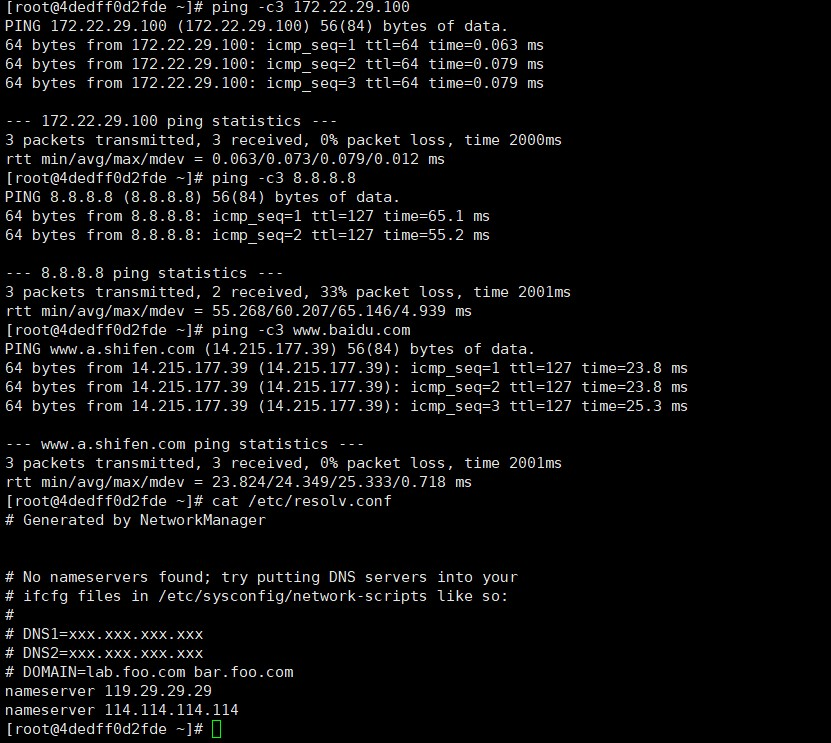 [root@4dedff0d2fde ~]# ping -c3 172.22.29.100
PING 172.22.29.100 (172.22.29.100) 56(84) bytes of data.
64 bytes from 172.22.29.100: icmp_seq=1 ttl=64 time=0.063 ms
64 bytes from 172.22.29.100: icmp_seq=2 ttl=64 time=0.079 ms
64 bytes from 172.22.29.100: icmp_seq=3 ttl=64 time=0.079 ms
--- 172.22.29.100 ping statistics ---
3 packets transmitted, 3 received, 0% packet loss, time 2000ms
rtt min/avg/max/mdev = 0.063/0.073/0.079/0.012 ms
[root@4dedff0d2fde ~]# ping -c3 8.8.8.8
PING 8.8.8.8 (8.8.8.8) 56(84) bytes of data.
64 bytes from 8.8.8.8: icmp_seq=1 ttl=127 time=65.1 ms
64 bytes from 8.8.8.8: icmp_seq=2 ttl=127 time=55.2 ms
--- 8.8.8.8 ping statistics ---
3 packets transmitted, 2 received, 33% packet loss, time 2001ms
rtt min/avg/max/mdev = 55.268/60.207/65.146/4.939 ms
[root@4dedff0d2fde ~]# ping -c3 www.baidu.com
PING www.a.shifen.com (14.215.177.39) 56(84) bytes of data.
64 bytes from 14.215.177.39 (14.215.177.39): icmp_seq=1 ttl=127 time=23.8 ms
64 bytes from 14.215.177.39 (14.215.177.39): icmp_seq=2 ttl=127 time=23.8 ms
64 bytes from 14.215.177.39 (14.215.177.39): icmp_seq=3 ttl=127 time=25.3 ms
--- www.a.shifen.com ping statistics ---
3 packets transmitted, 3 received, 0% packet loss, time 2001ms
rtt min/avg/max/mdev = 23.824/24.349/25.333/0.718 ms
[root@4dedff0d2fde ~]# cat /etc/resolv.conf
# Generated by NetworkManager
# No nameservers found; try putting DNS servers into your
# ifcfg files in /etc/sysconfig/network-scripts like so:
#
# DNS1=xxx.xxx.xxx.xxx
# DNS2=xxx.xxx.xxx.xxx
# DOMAIN=lab.foo.com bar.foo.com
nameserver 119.29.29.29
nameserver 114.114.114.114
[root@4dedff0d2fde ~]#